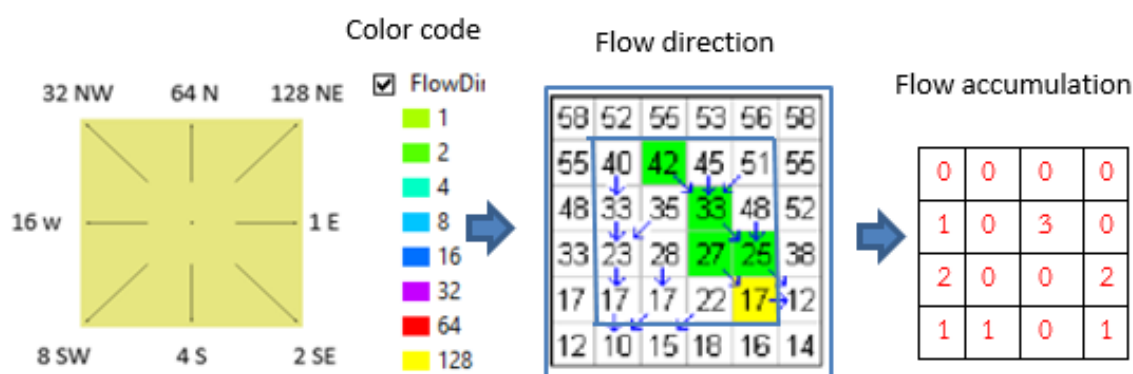 Color code
Flow direction
Flow accumulation
32 NW 64 N 128 NE
16 w 1 E
8 SW 4 S 2 SE
FlowDir
1
2
4
8
16
32
64
128
58 52 55 53 56 58
55 40 42 45 51 55
48 33 35 33 48 52
33 23 28 27 25 38
17 17 17 22 17 12
12 10 15 18 16 14
0 0 0 0
1 0 3 0
2 0 0 2
1 1 0 1